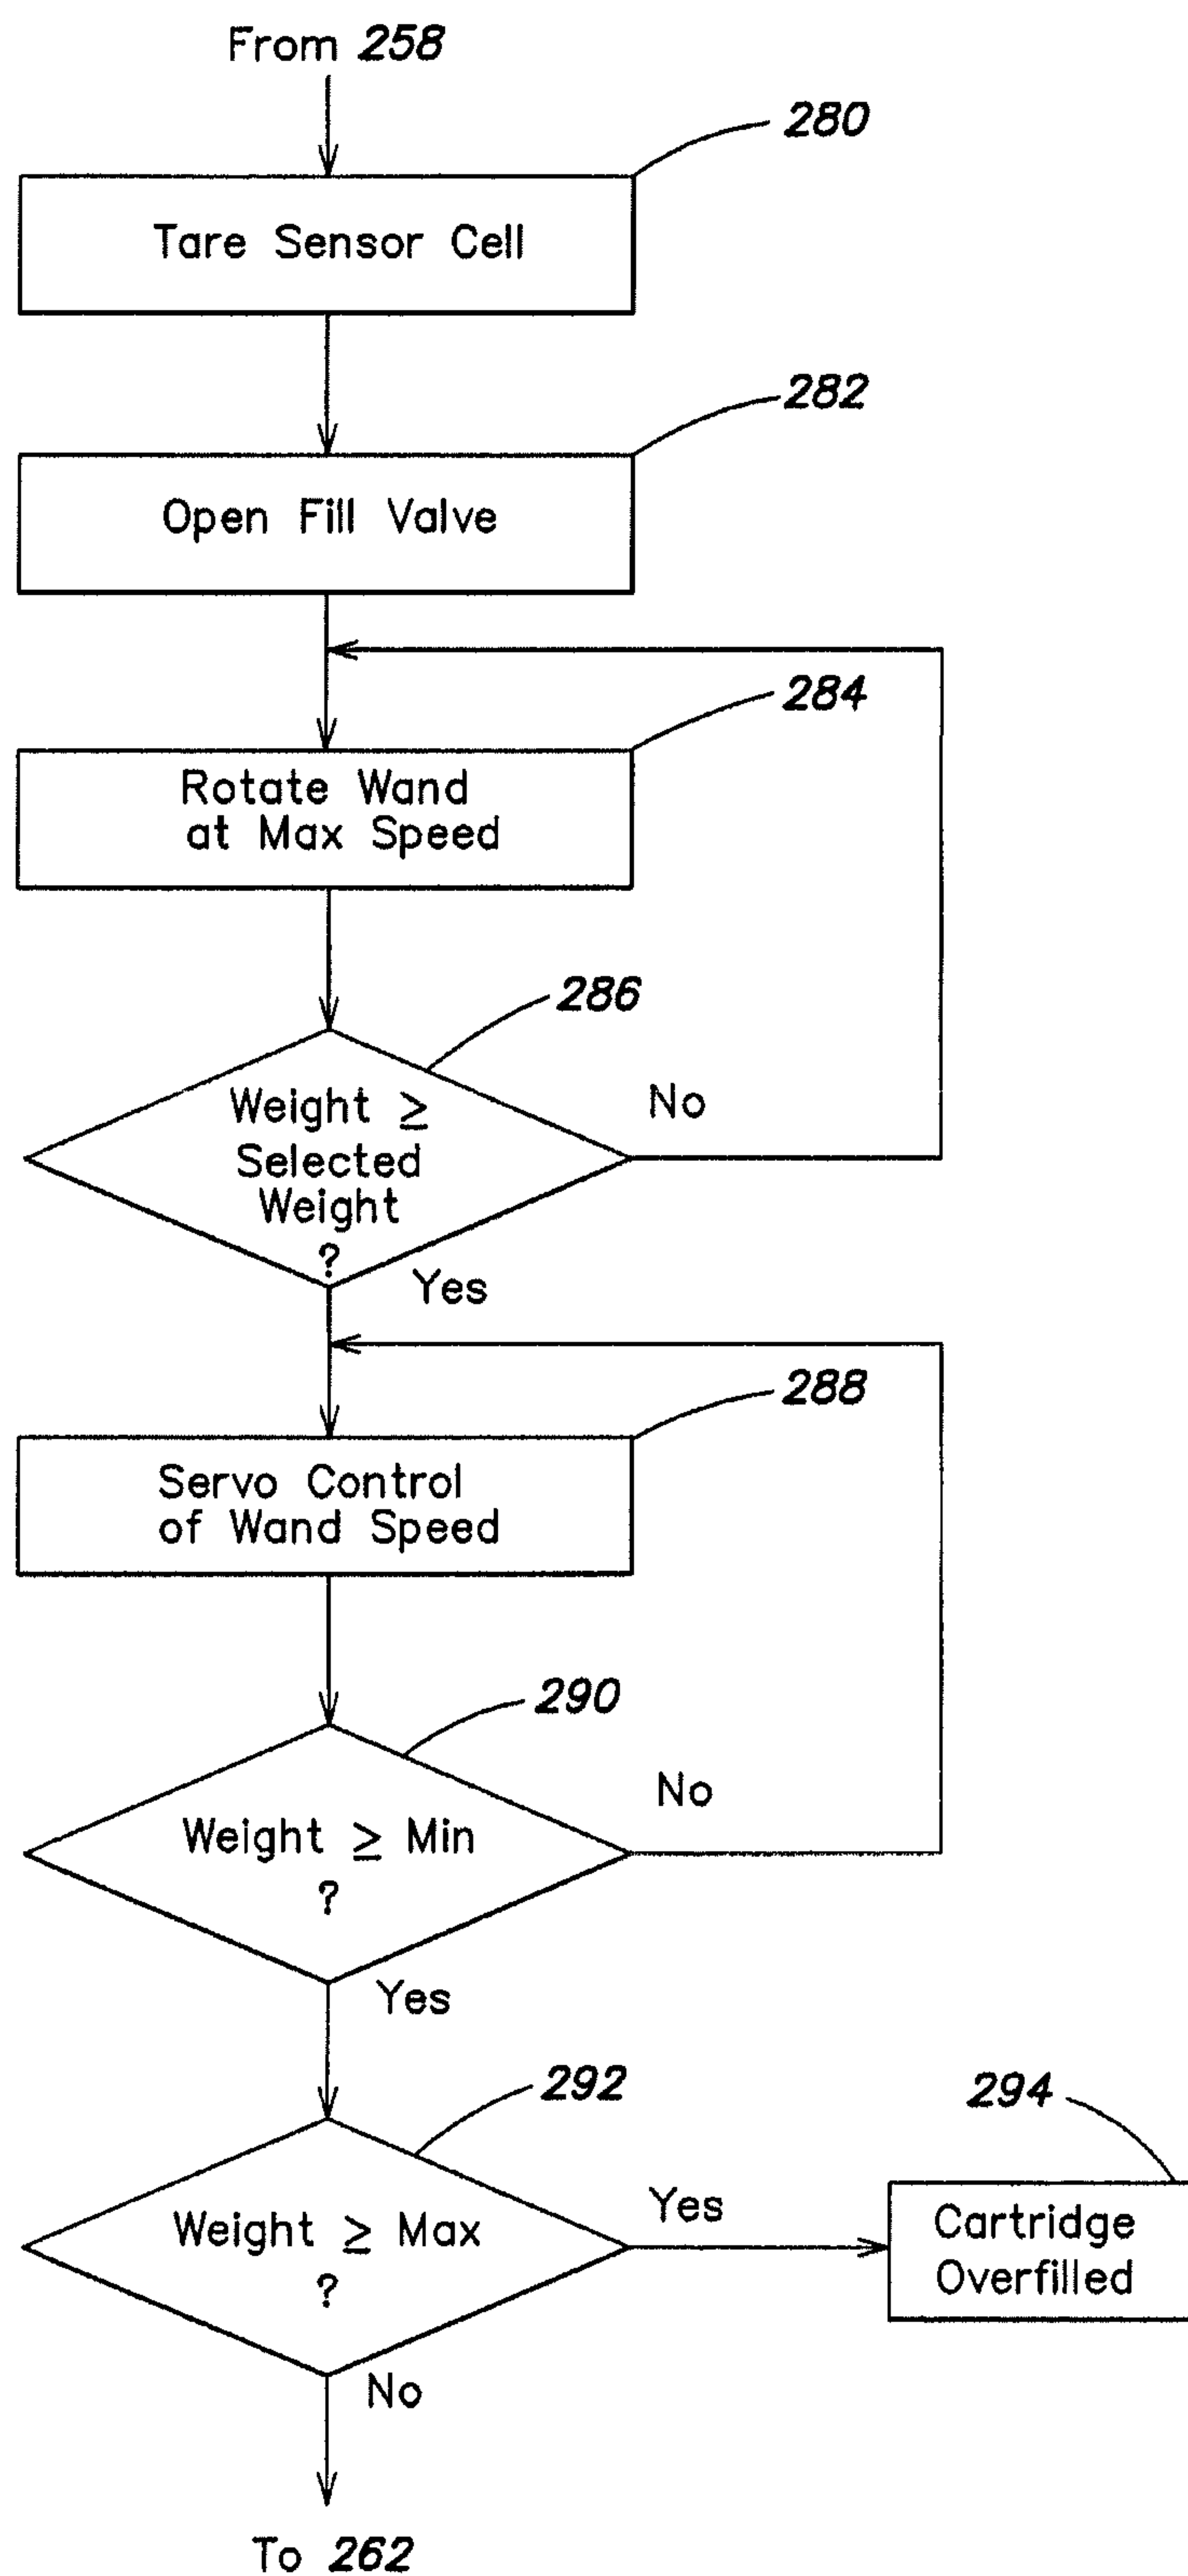 From 258
280
Tare Sensor Cell
282
Open Fill Valve
284
Rotate Wand
at Max Speed
286
Weight ≥
Selected
Weight
?
No
Yes
288
Servo Control
of Wand Speed
290
Weight ≥ Min
?
No
Yes
292
Weight ≥ Max
?
Yes
294
Cartridge
Overfilled
No
To 262